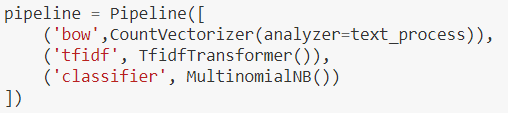 pipeline = Pipeline([
    ('bow',CountVectorizer(analyzer=text_process)),
    ('tfidf', TfidfTransformer()),
    ('classifier', MultinomialNB())
])